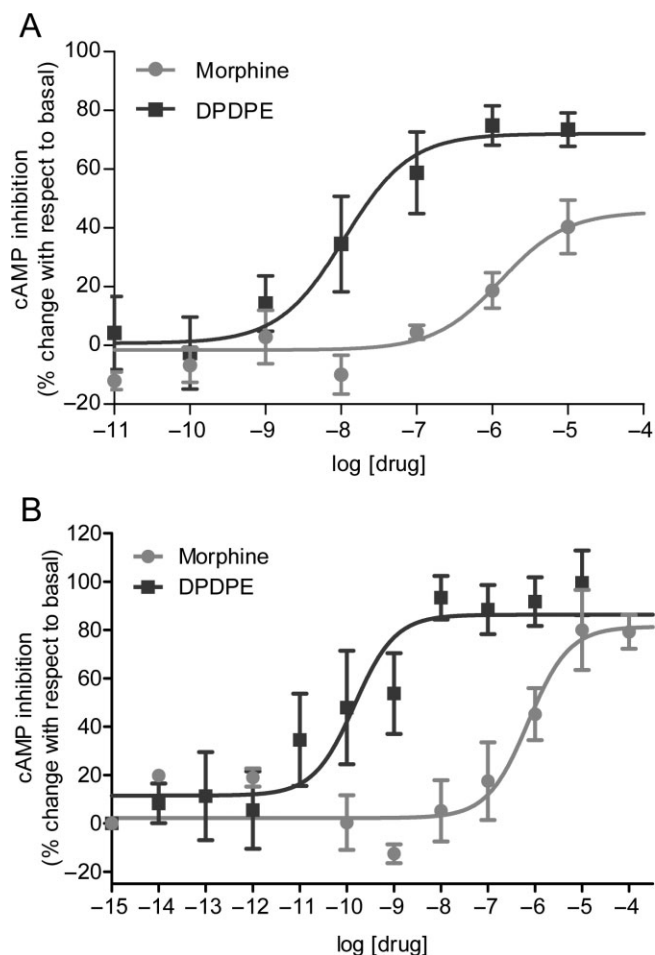 A
cAMP inhibition
(% change with respect to basal)
100
80
60
40
20
0
–20
Morphine
DPDPE
–11 –10 –9 –8 –7 –6 –5 –4
log [drug]
B
cAMP inhibition
(% change with respect to basal)
120
100
80
60
40
20
0
–20
Morphine
DPDPE
–15 –14 –13 –12 –11 –10 –9 –8 –7 –6 –5 –4
log [drug]